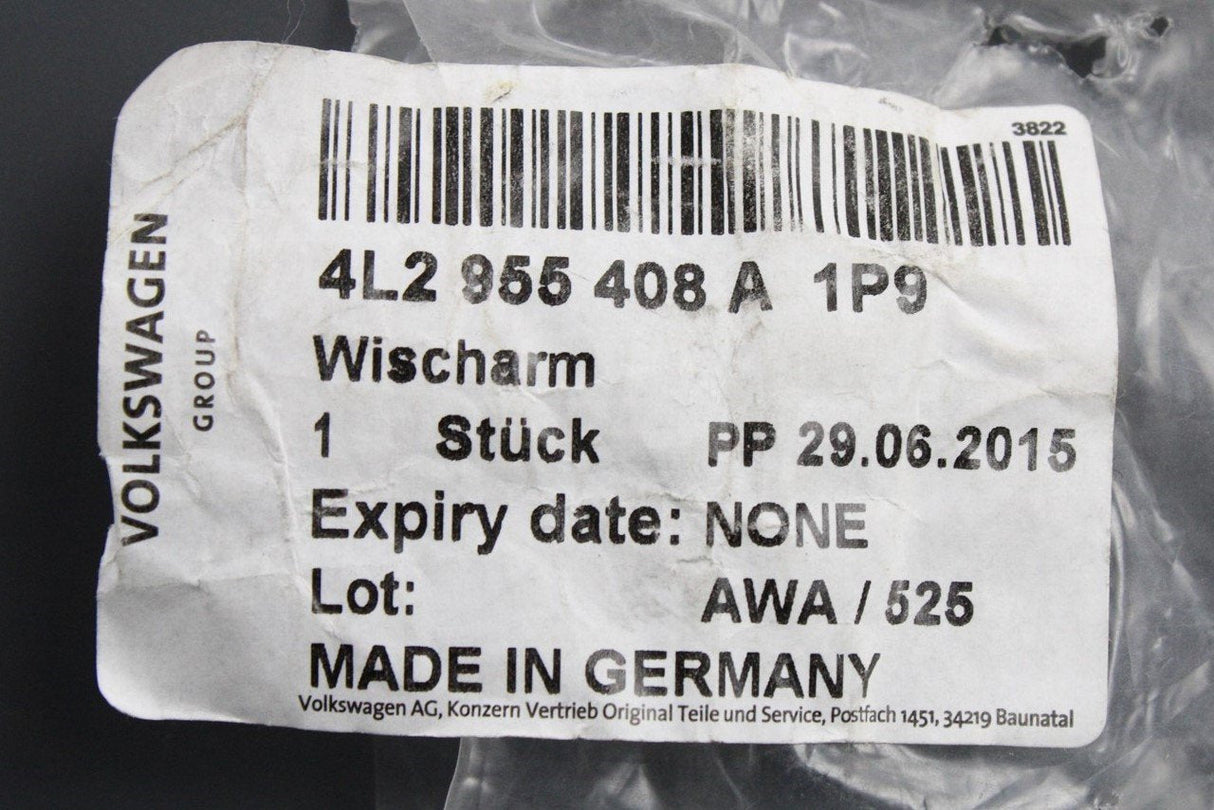 3822
4L2 955 408 A 1P9
Wischarm
1 Stück PP 29.06.2015
Expiry date: NONE
Lot: AWA / 525
MADE IN GERMANY
Volkswagen AG, Konzern Vertrieb Original Teile und Service, Postfach 1451, 34219 Baunatal
VOLKSWAGEN
GROUP